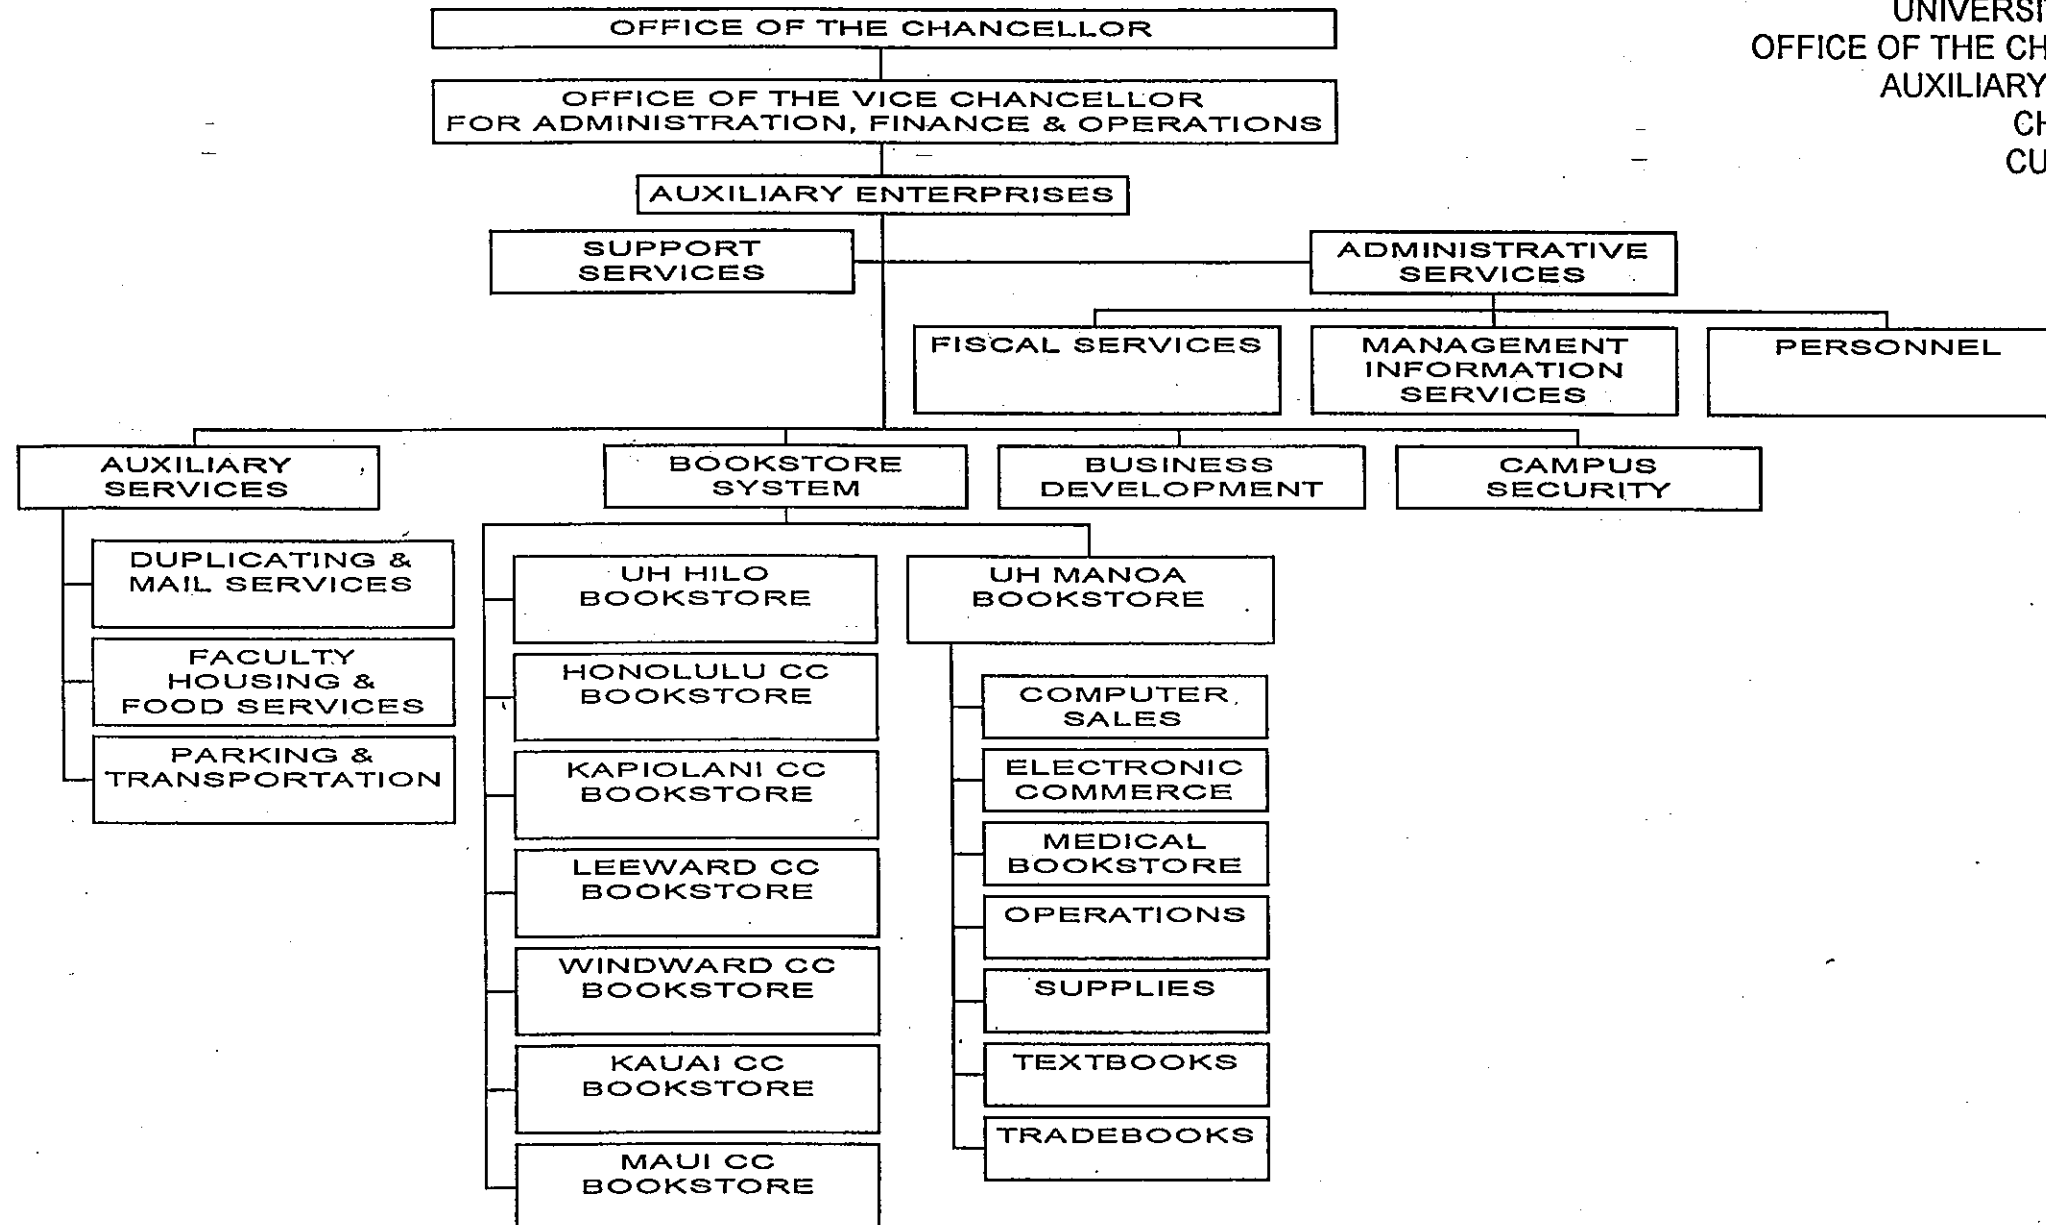 OFFICE OF THE CHANCELLOR
OFFICE OF THE VICE CHANCELLOR
FOR ADMINISTRATION, FINANCE & OPERATIONS
AUXILIARY ENTERPRISES
OFFICE OF THE
AUXILIARY
SUPPORT
SERVICES
ADMINISTRATIVE
SERVICES
FISCAL SERVICES
MANAGEMENT
INFORMATION
SERVICES
PERSONNEL
AUXILIARY
SERVICES
BOOKSTORE
SYSTEM
BUSINESS
DEVELOPMENT
CAMPUS
SECURITY
DUPLICATING &
MAIL SERVICES
FACULTY
HOUSING &
FOOD SERVICES
PARKING &
TRANSPORTATION
UH HILO
BOOKSTORE
HONOLULU CC
BOOKSTORE
KAPIOLANI CC
BOOKSTORE
LEEWARD CC
BOOKSTORE
WINDWARD CC
BOOKSTORE
KAUAI CC
BOOKSTORE
MAUI CC
BOOKSTORE
UH MANOA
BOOKSTORE
COMPUTER
SALES
ELECTRONIC
COMMERCE
MEDICAL
BOOKSTORE
OPERATIONS
SUPPLIES
TEXTBOOKS
TRADEBOOKS